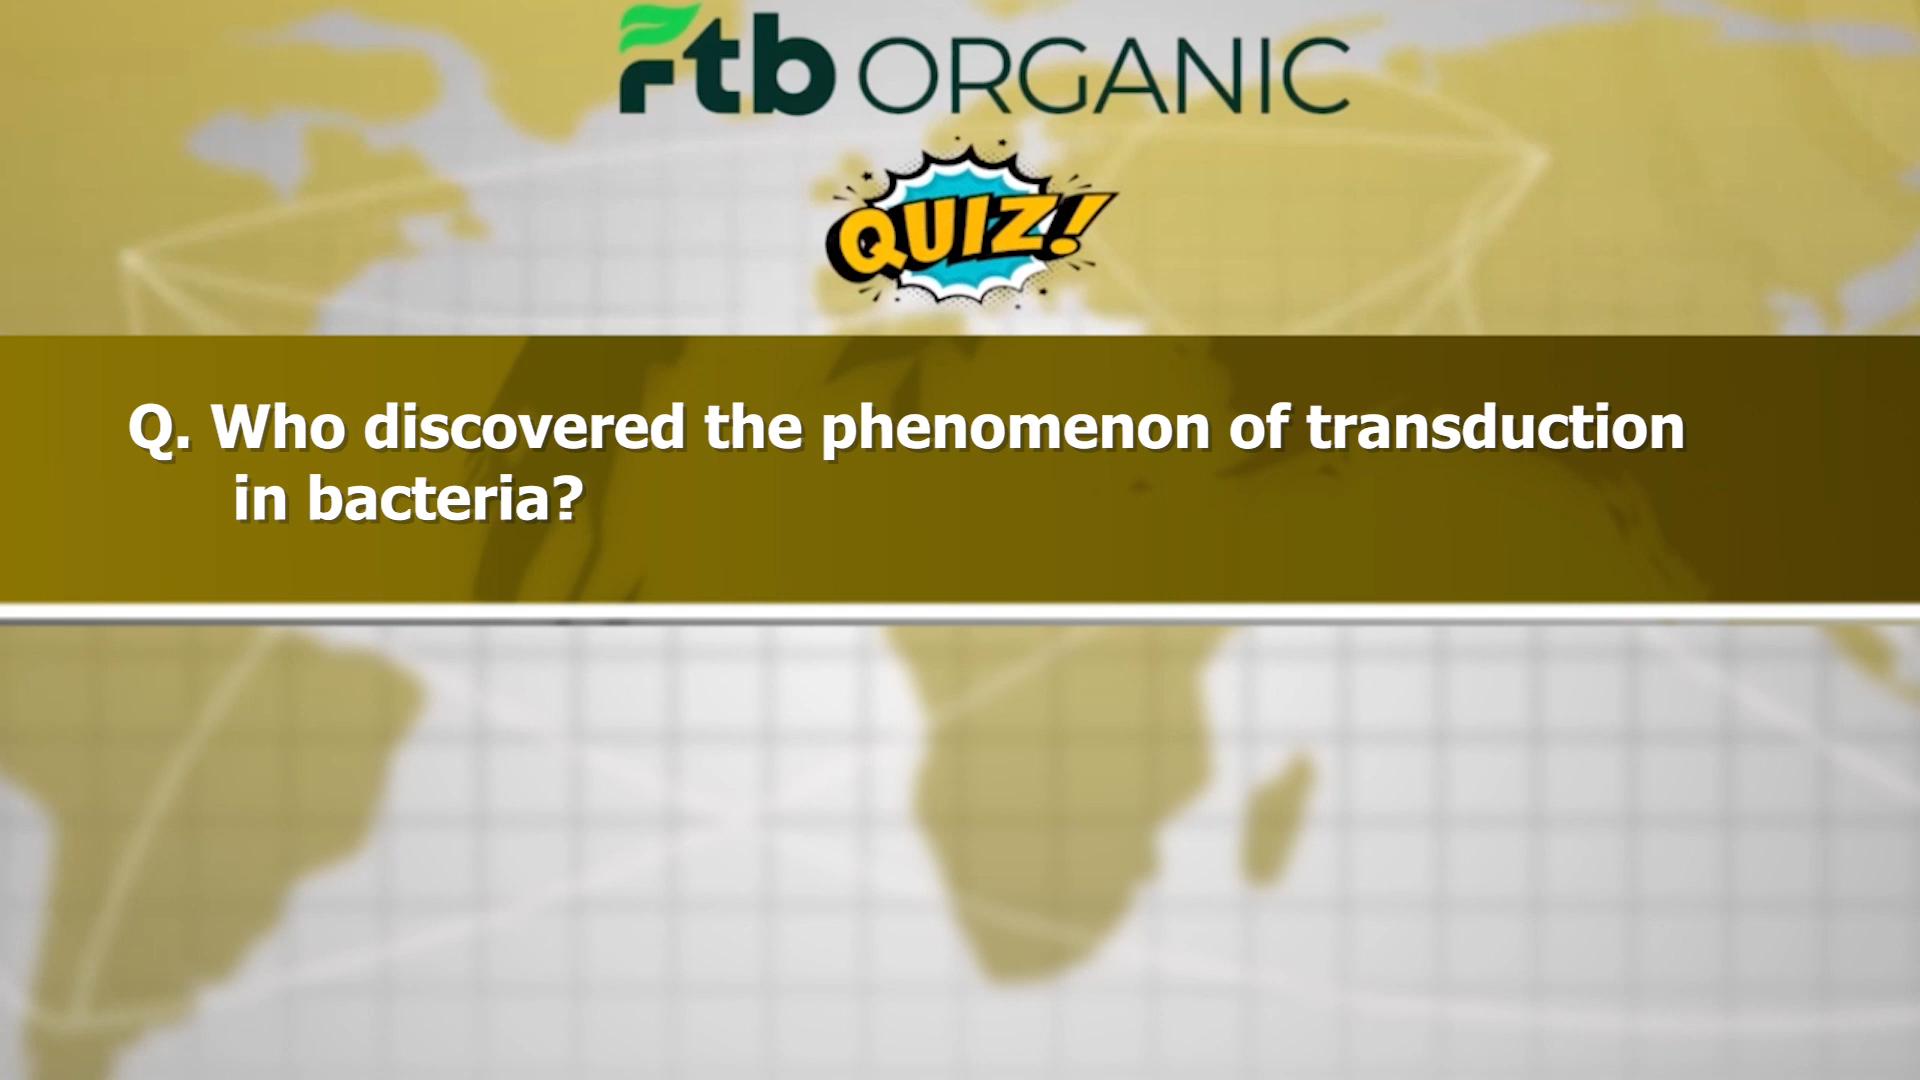 ftb ORGANIC
QUIZ!
Q. Who discovered the phenomenon of transduction
in bacteria?